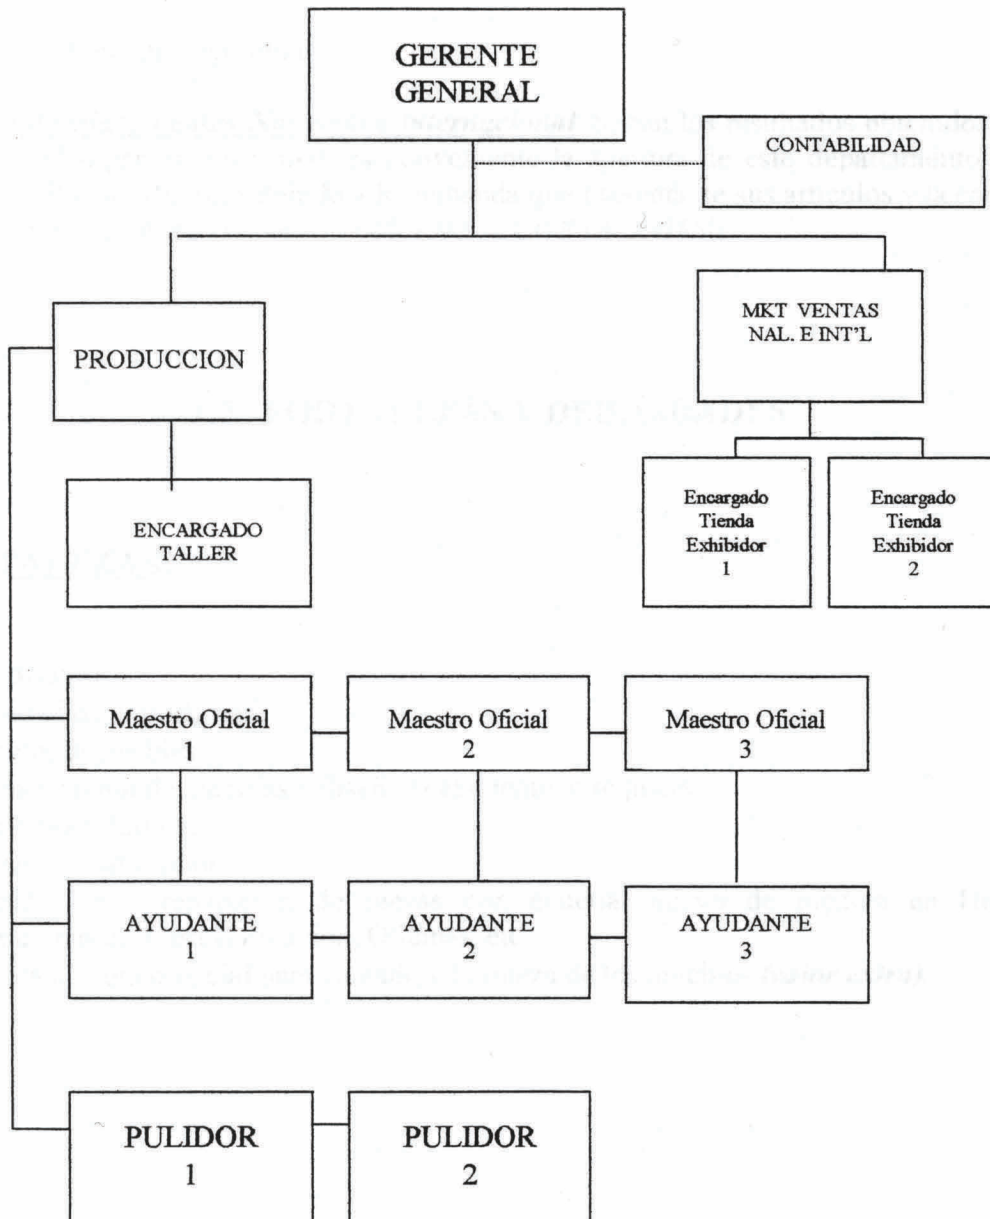 GERENTE
GENERAL
CONTABILIDAD
MKT VENTAS
NAL. E INT'L
PRODUCCION
Encargado
Tienda
Exhibidor
1
Encargado
Tienda
Exhibidor
2
ENCARGADO
TALLER
Maestro Oficial
1
Maestro Oficial
2
Maestro Oficial
3
AYUDANTE
1
AYUDANTE
2
AYUDANTE
3
PULIDOR
1
PULIDOR
2